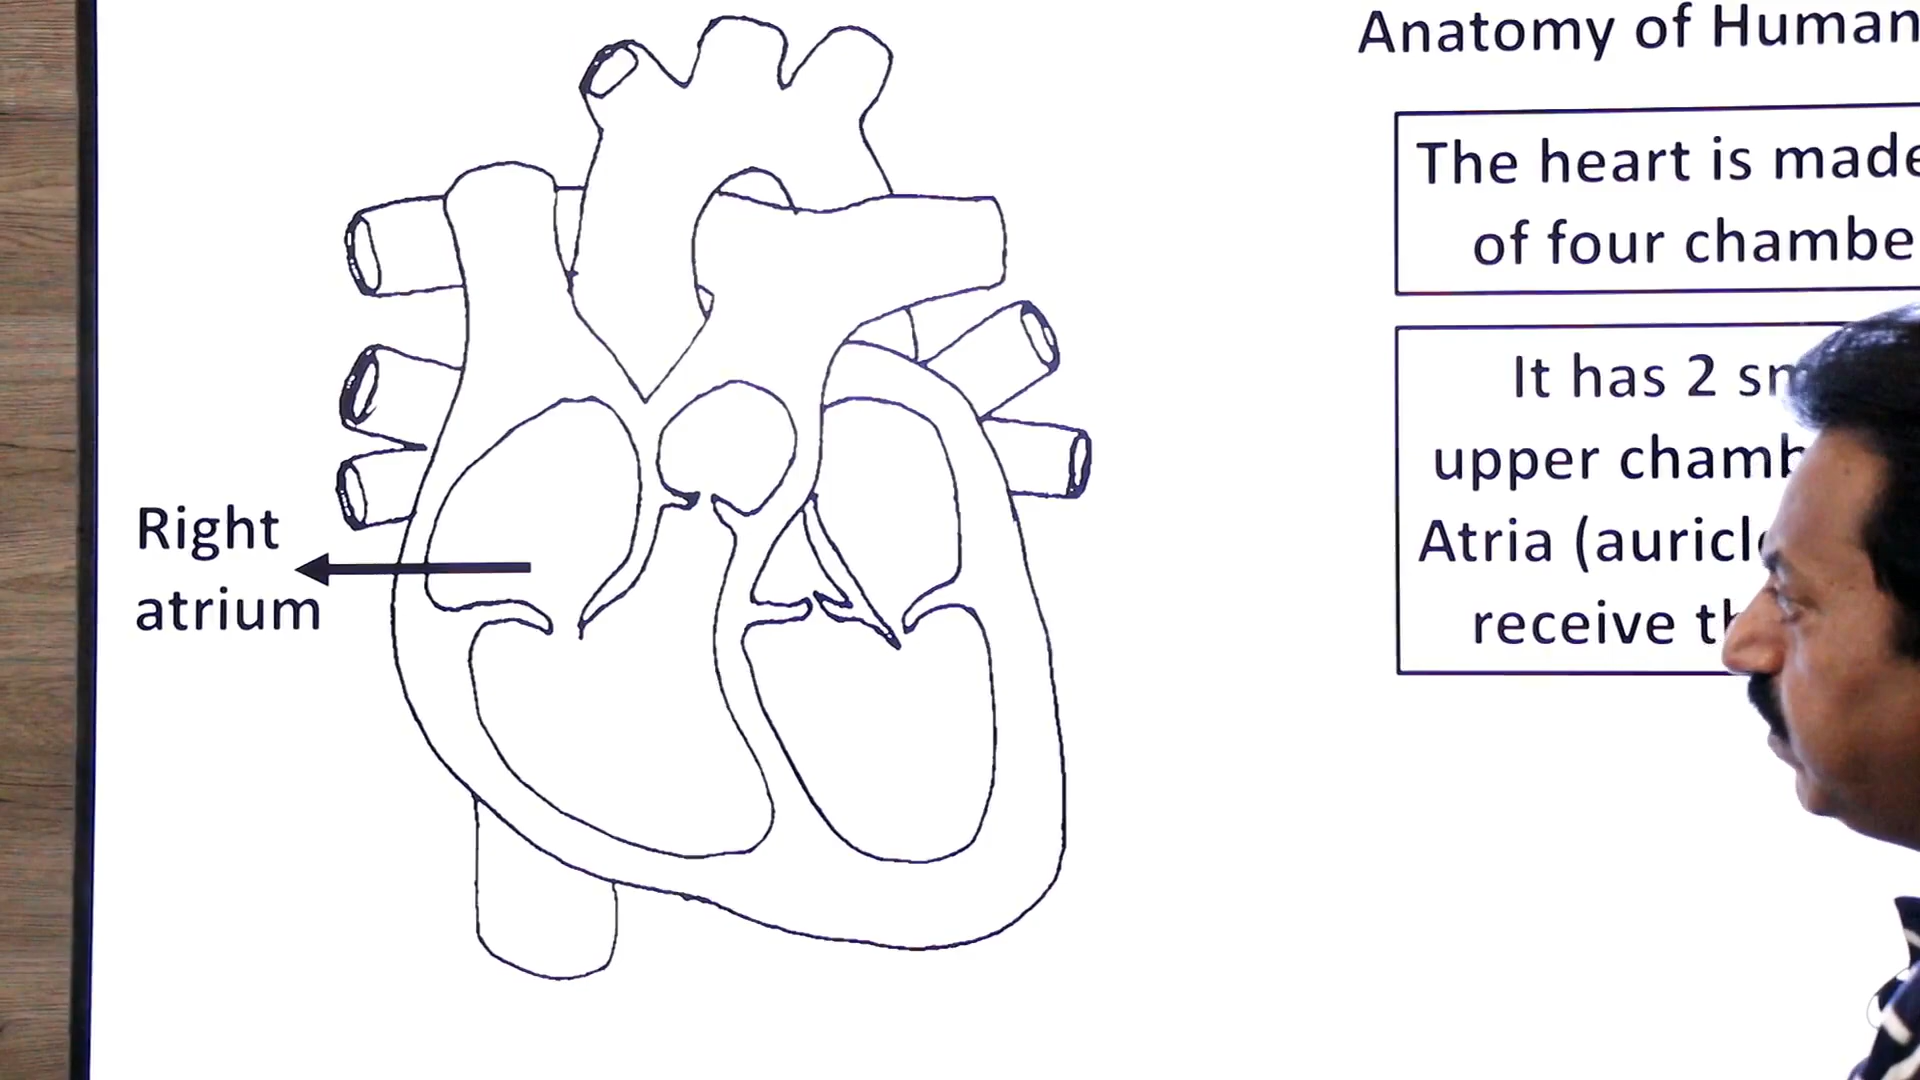 Anatomy of Human
The heart is made
of four chambe
It has 2 sm
upper chamb
Atria (auricl
receive th
Right
atrium